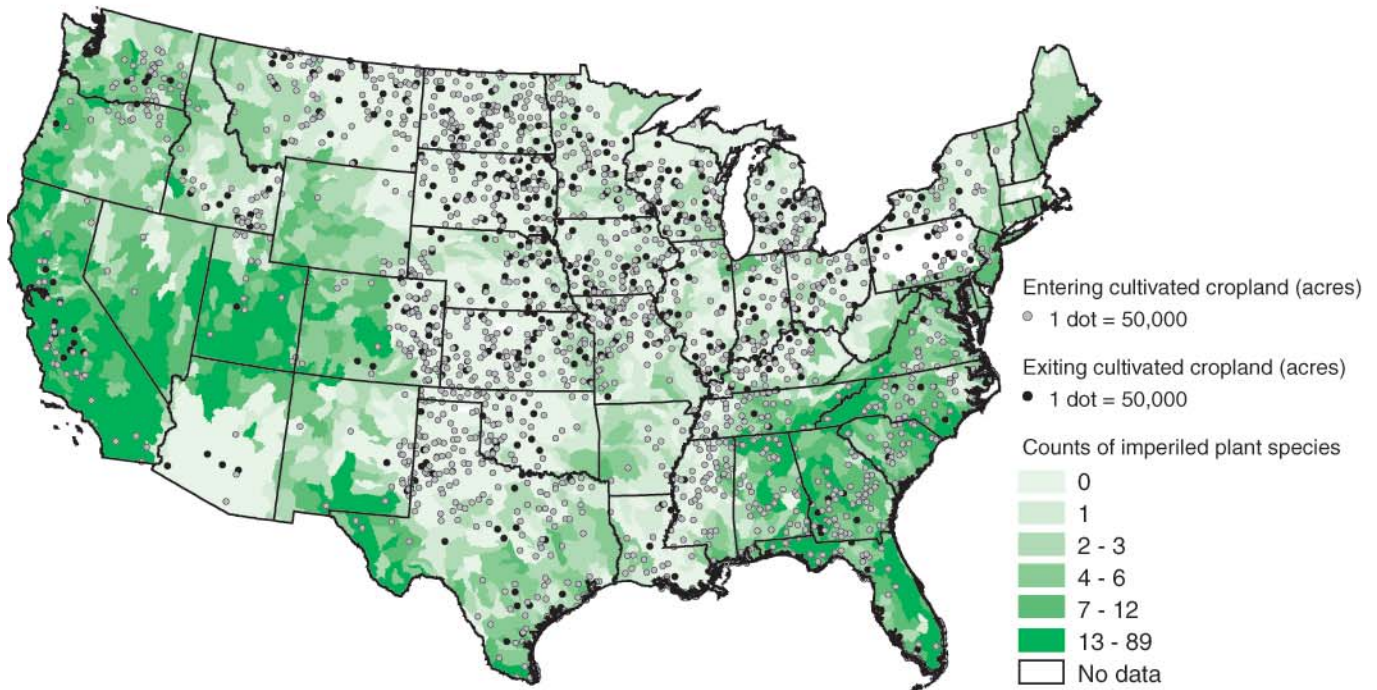 Entering cultivated cropland (acres)
1 dot = 50,000
Exiting cultivated cropland (acres)
1 dot = 50,000
Counts of imperiled plant species
0
1
2 - 3
4 - 6
7 - 12
13 - 89
No data